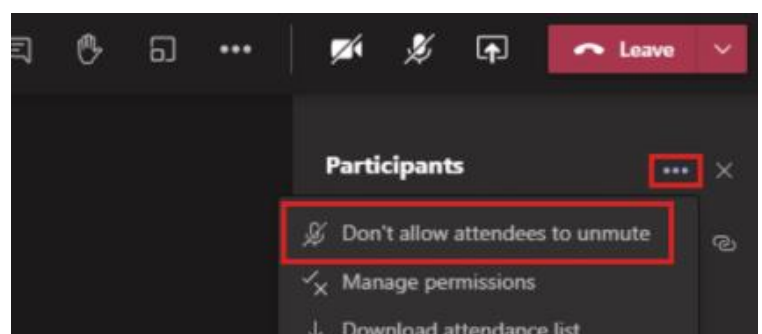 Leave
Participants
Don't allow attendees to unmute
Manage permissions
Download attendance list